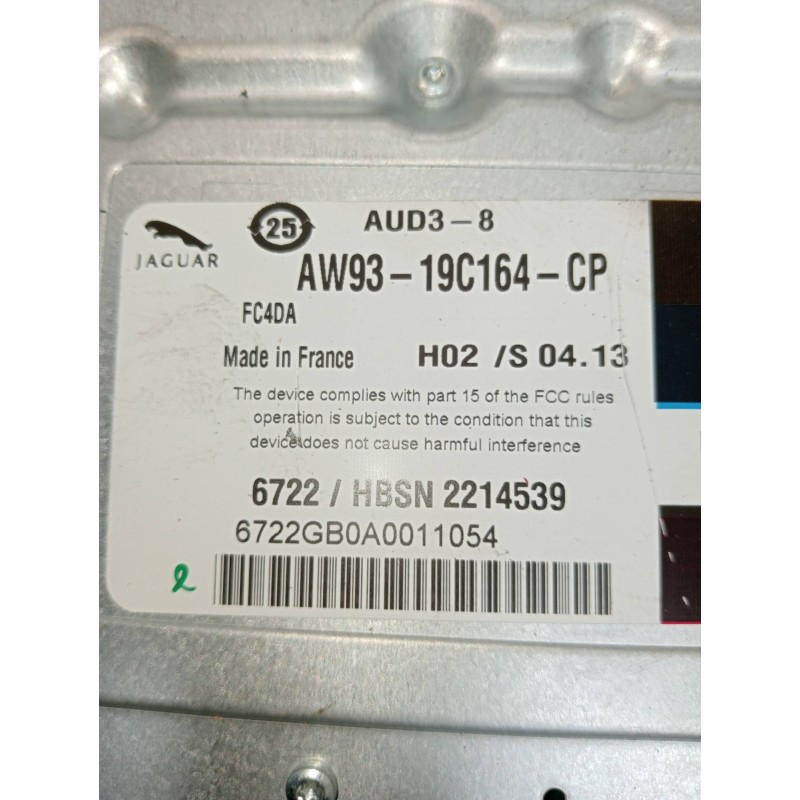 25 AUD3-8
JAGUAR AW93-19C164-CP
FC4DA
Made in France H02 /S 04.13
The device complies with part 15 of the FCC rules
operation is subject to the condition that this
device does not cause harmful interference
6722 / HBSN 2214539
6722GB0A0011054
2